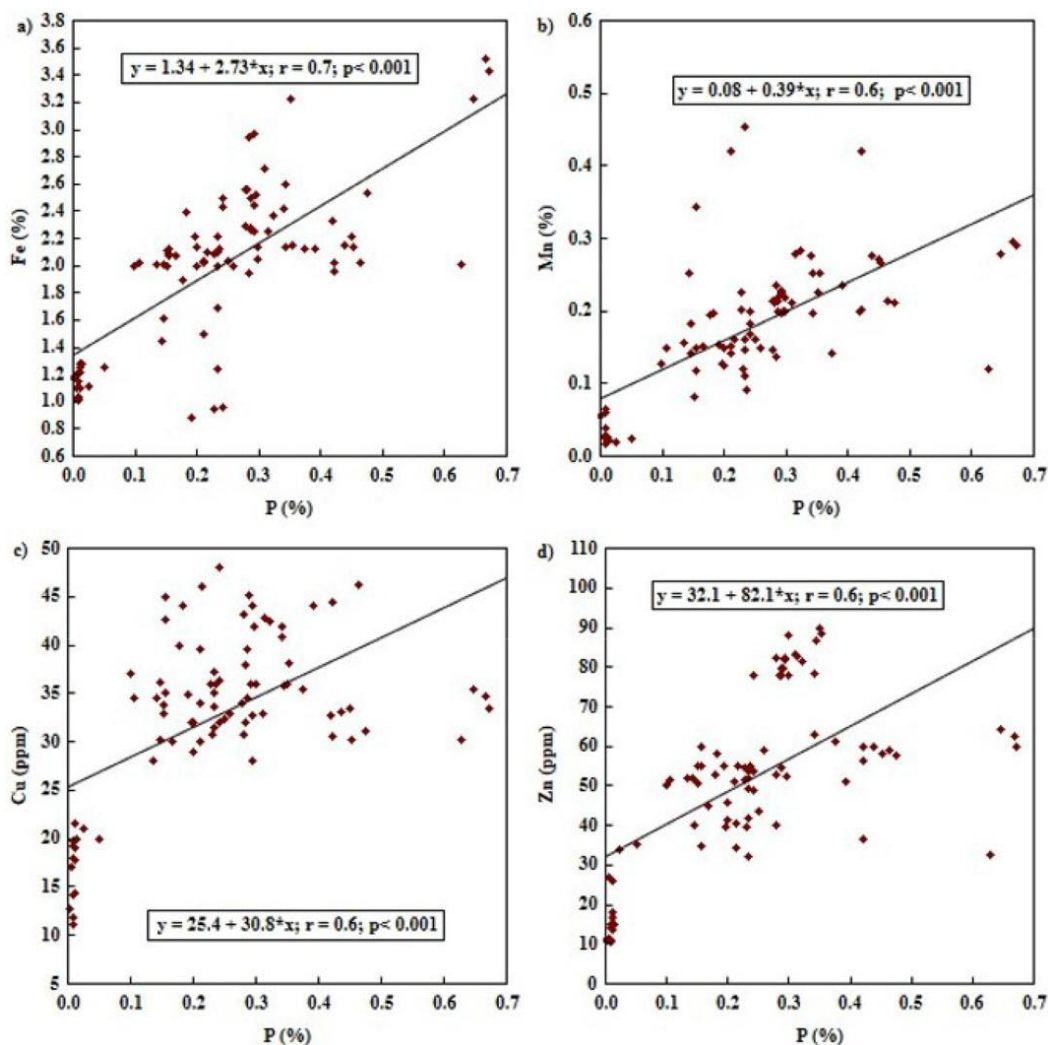 a)
3.8
3.6
3.4
3.2
3.0
2.8
2.6
2.4
2.2
2.0
1.8
1.6
1.4
1.2
1.0
0.8
0.6
Fe (%)
y = 1.34 + 2.73*x; r = 0.7; p< 0.001
0.0 0.1 0.2 0.3 0.4 0.5 0.6 0.7
P (%)
b)
0.6
0.5
0.4
0.3
0.2
0.1
0.0
Mn (%)
y = 0.08 + 0.39*x; r = 0.6; p< 0.001
0.0 0.1 0.2 0.3 0.4 0.5 0.6 0.7
P (%)
c)
50
45
40
35
30
25
20
15
10
5
Cu (ppm)
y = 25.4 + 30.8*x; r = 0.6; p< 0.001
0.0 0.1 0.2 0.3 0.4 0.5 0.6 0.7
P (%)
d)
110
100
90
80
70
60
50
40
30
20
10
0
Zn (ppm)
y = 32.1 + 82.1*x; r = 0.6; p< 0.001
0.0 0.1 0.2 0.3 0.4 0.5 0.6 0.7
P (%)